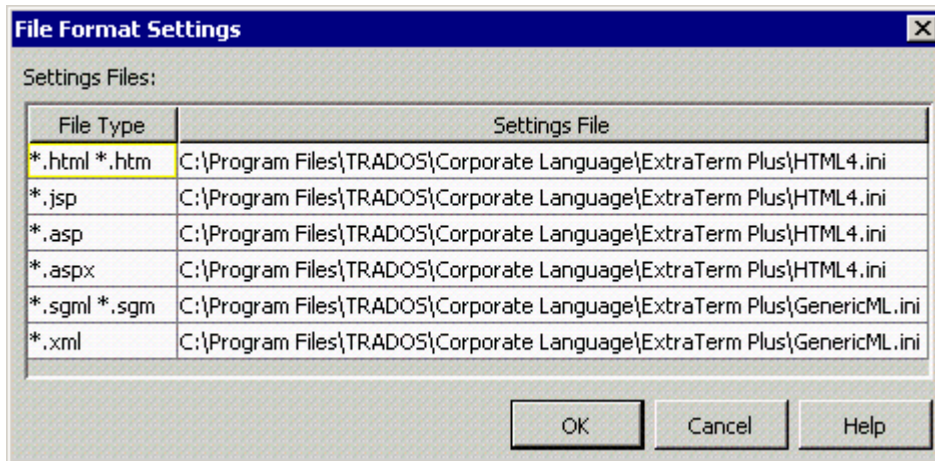 File Format Settings
Settings Files:
File Type Settings File
*.html *.htm C:\Program Files\TRADOS\Corporate Language\ExtraTerm Plus\HTML4.ini
*.jsp C:\Program Files\TRADOS\Corporate Language\ExtraTerm Plus\HTML4.ini
*.asp C:\Program Files\TRADOS\Corporate Language\ExtraTerm Plus\HTML4.ini
*.aspx C:\Program Files\TRADOS\Corporate Language\ExtraTerm Plus\HTML4.ini
*.sgml *.sgm C:\Program Files\TRADOS\Corporate Language\ExtraTerm Plus\GenericML.ini
*.xml C:\Program Files\TRADOS\Corporate Language\ExtraTerm Plus\GenericML.ini
OK Cancel Help